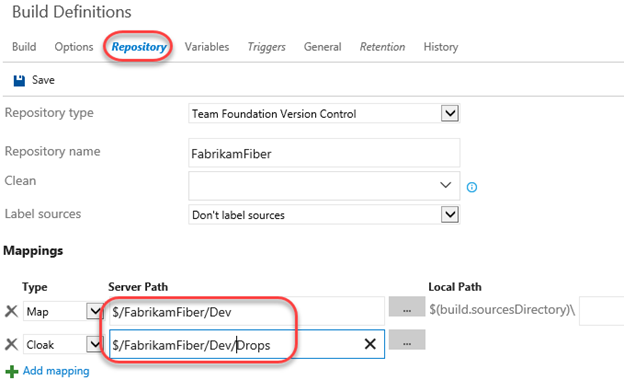 Build Definitions
Build Options Repository Variables Triggers General Retention History
Save
Repository type Team Foundation Version Control
Repository name FabrikamFiber
Clean
Label sources Don't label sources
Mappings
Type Server Path Local Path
Map $/FabrikamFiber/Dev ... $(build.sourcesDirectory)\
Cloak $/FabrikamFiber/Dev/Drops ...
Add mapping